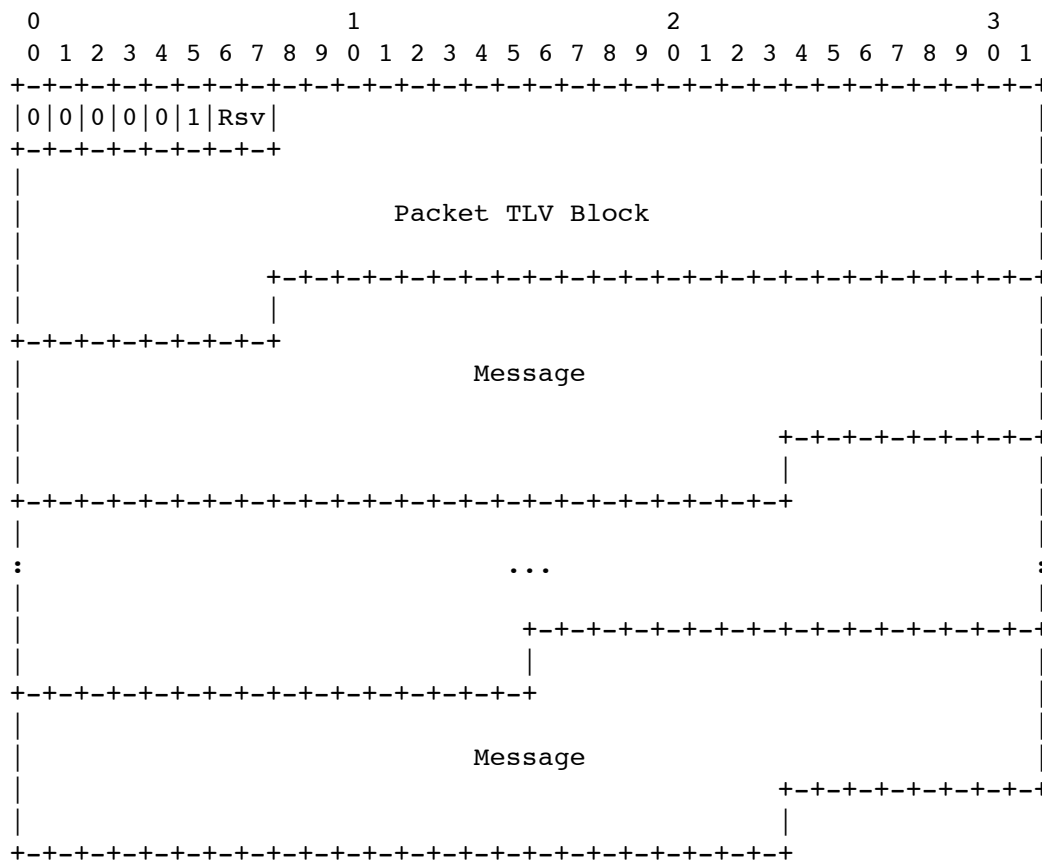 0                   1                   2                   3
 0 1 2 3 4 5 6 7 8 9 0 1 2 3 4 5 6 7 8 9 0 1 2 3 4 5 6 7 8 9 0 1
+-+-+-+-+-+-+-+-+-+-+-+-+-+-+-+-+-+-+-+-+-+-+-+-+-+-+-+-+-+-+-+-+
|0|0|0|0|0|1|Rsv|                                               |
+-+-+-+-+-+-+-+-+                                               |
|                                                               |
|                       Packet TLV Block                        |
|                                                               |
|               +-+-+-+-+-+-+-+-+-+-+-+-+-+-+-+-+-+-+-+-+-+-+-+-+
|               |                                               |
+-+-+-+-+-+-+-+-+                                               |
|                            Message                            |
|                                                               |
|                                               +-+-+-+-+-+-+-+-+
|                                               |               |
+-+-+-+-+-+-+-+-+-+-+-+-+-+-+-+-+-+-+-+-+-+-+-+-+               |
|                                                               |
:                              ...                              :
|                                                               |
|                               +-+-+-+-+-+-+-+-+-+-+-+-+-+-+-+-+
|                               |                               |
+-+-+-+-+-+-+-+-+-+-+-+-+-+-+-+-+                               |
|                                                               |
|                            Message                            |
|                                               +-+-+-+-+-+-+-+-+
|                                               |
+-+-+-+-+-+-+-+-+-+-+-+-+-+-+-+-+-+-+-+-+-+-+-+-+